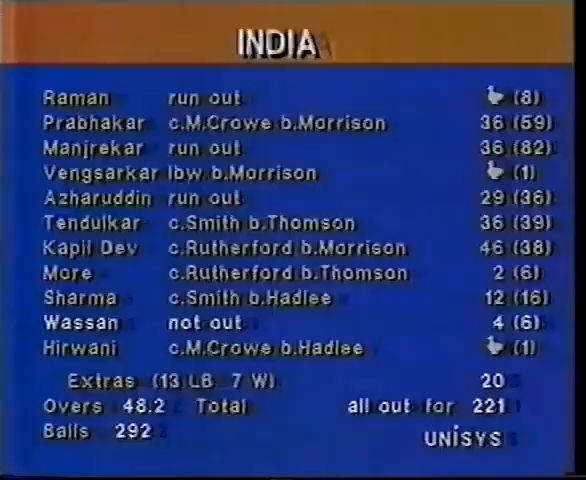 INDIA
Raman run out (8)
Prabhakar c.M.Crowe b.Morrison 36 (59)
Manjrekar run out 36 (82)
Vengsarkar lbw b.Morrison (1)
Azharuddin run out 29 (36)
Tendulkar c.Smith b.Thomson 36 (39)
Kapil Dev c.Rutherford b.Morrison 46 (38)
More c.Rutherford b.Thomson 2 (6)
Sharma c.Smith b.Hadlee 12 (16)
Wassan not out 4 (6)
Hirwani c.M.Crowe b.Hadlee (1)
Extras (13 LB 7 W) 20
Overs 48.2 Total all out for 221
Balls 292
UNiSYS